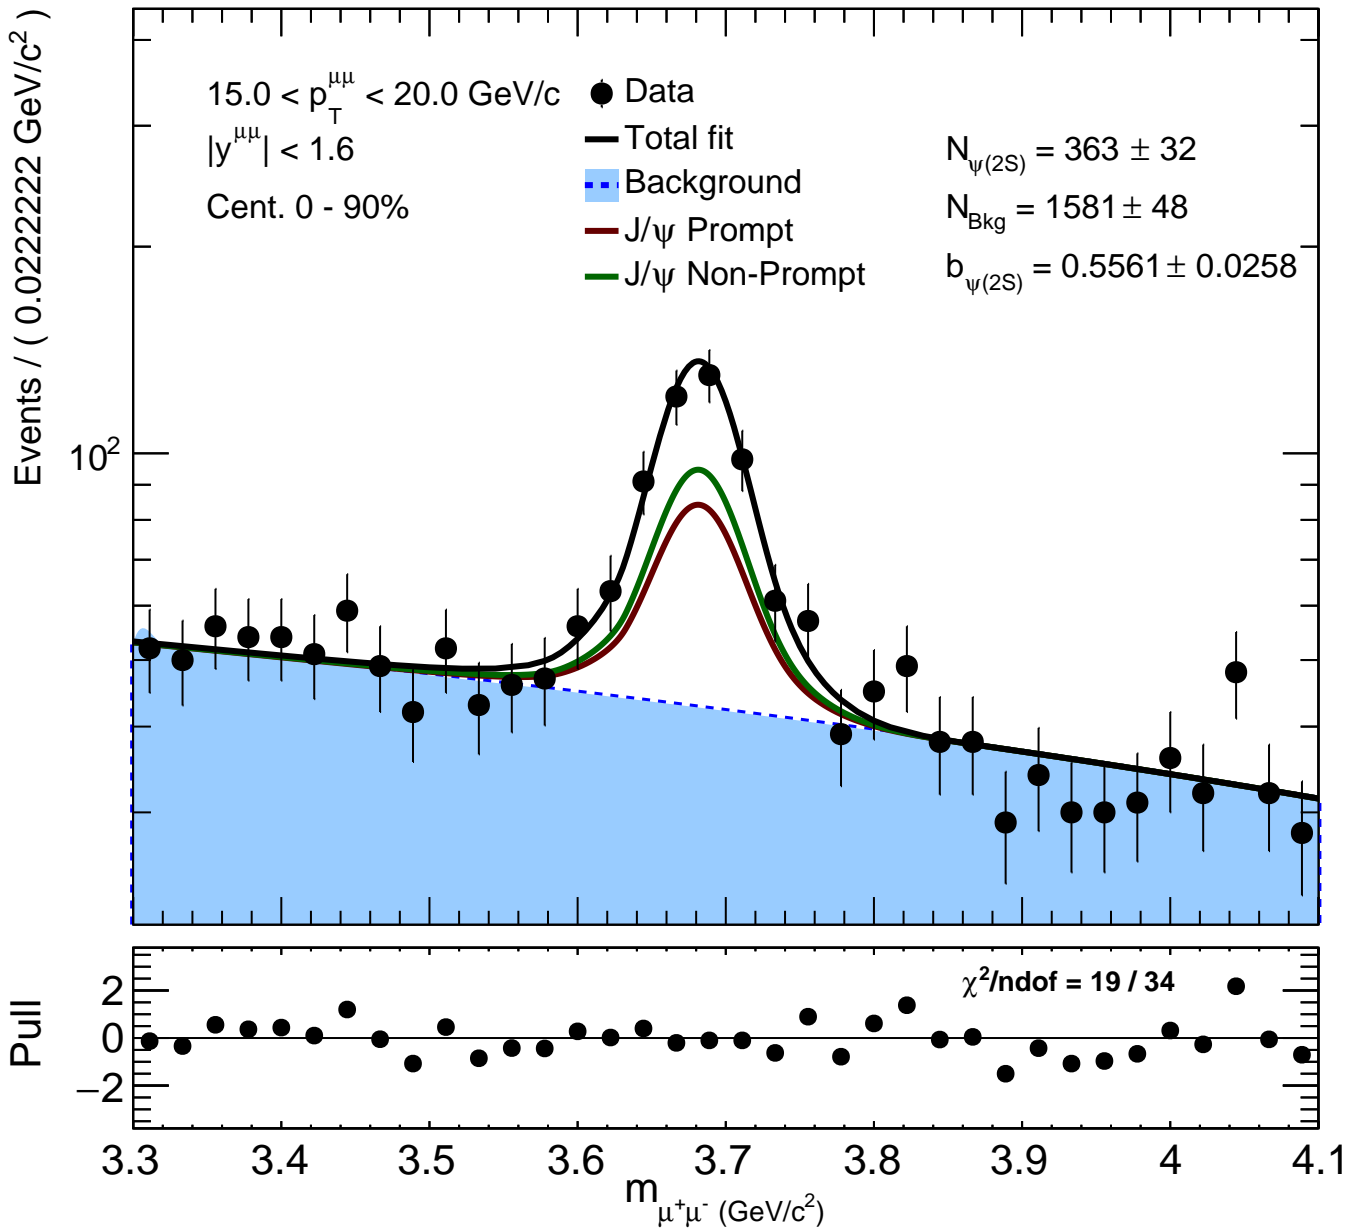 Events / ( 0.0222222 GeV/c²)
15.0 < p_T^μμ < 20.0 GeV/c
|y^μμ| < 1.6
Cent. 0 - 90%
Data
Total fit
Background
J/ψ Prompt
J/ψ Non-Prompt
N_ψ(2S) = 363 ± 32
N_Bkg = 1581 ± 48
b_ψ(2S) = 0.5561 ± 0.0258
10²
Pull
2
0
−2
χ²/ndof = 19 / 34
3.3 3.4 3.5 3.6 3.7 3.8 3.9 4 4.1
m_μ⁺μ⁻ (GeV/c²)